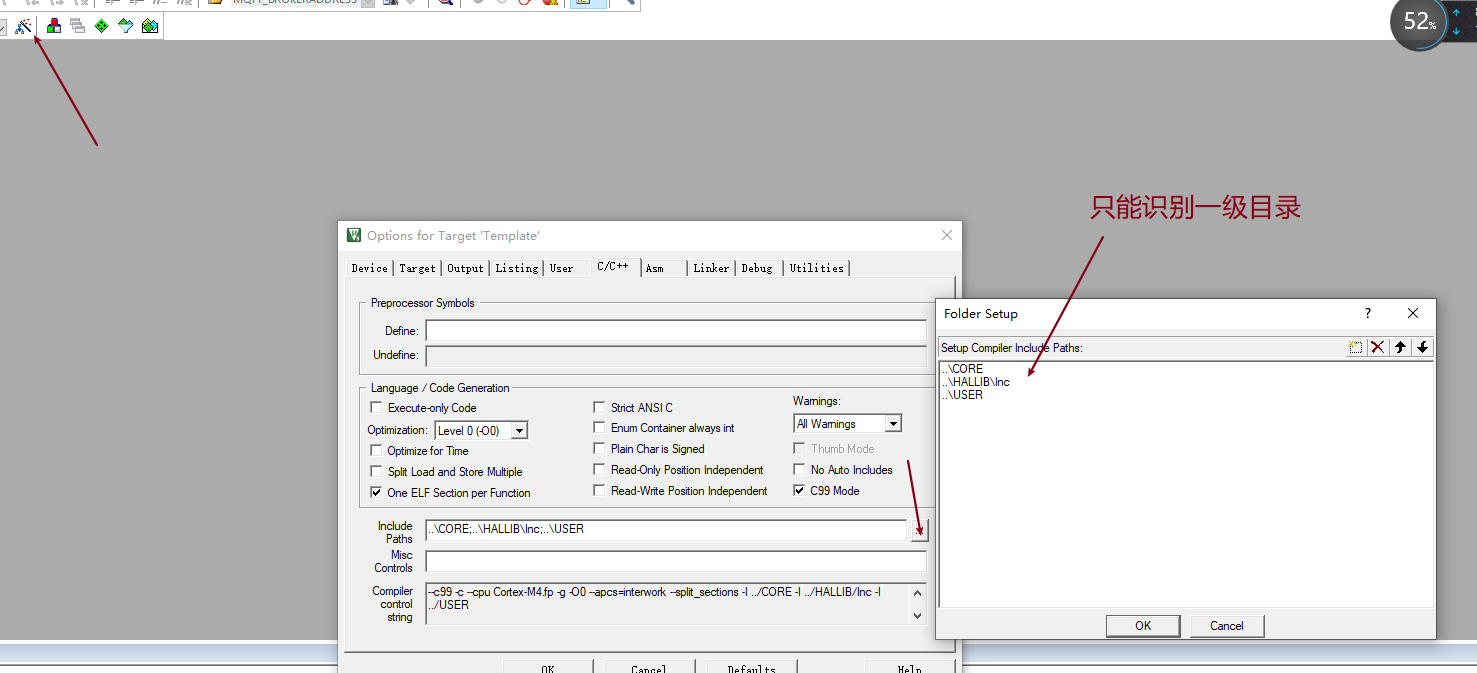 MQTT_BROKERADDRESS
52%
只能识别一级目录
Options for Target 'Template'
Device
Target
Output
Listing
User
C/C++
Asm
Linker
Debug
Utilities
Preprocessor Symbols
Define:
Undefine:
Language / Code Generation
Execute-only Code
Optimization: Level 0 (-O0)
Optimize for Time
Split Load and Store Multiple
One ELF Section per Function
Strict ANSI C
Enum Container always int
Plain Char is Signed
Read-Only Position Independent
Read-Write Position Independent
Warnings:
All Warnings
Thumb Mode
No Auto Includes
C99 Mode
Include
Paths
..\CORE;..\HALLIB\Inc;..\USER
Misc
Controls
Compiler
control
string
--c99 -c --cpu Cortex-M4.fp -g -O0 --apcs=interwork --split_sections -I ../CORE -I ../HALLIB/Inc -I
../USER
OK
Cancel
Defaults
Help
Folder Setup
?
Setup Compiler Include Paths:
..\CORE
..\HALLIB\Inc
..\USER
OK
Cancel